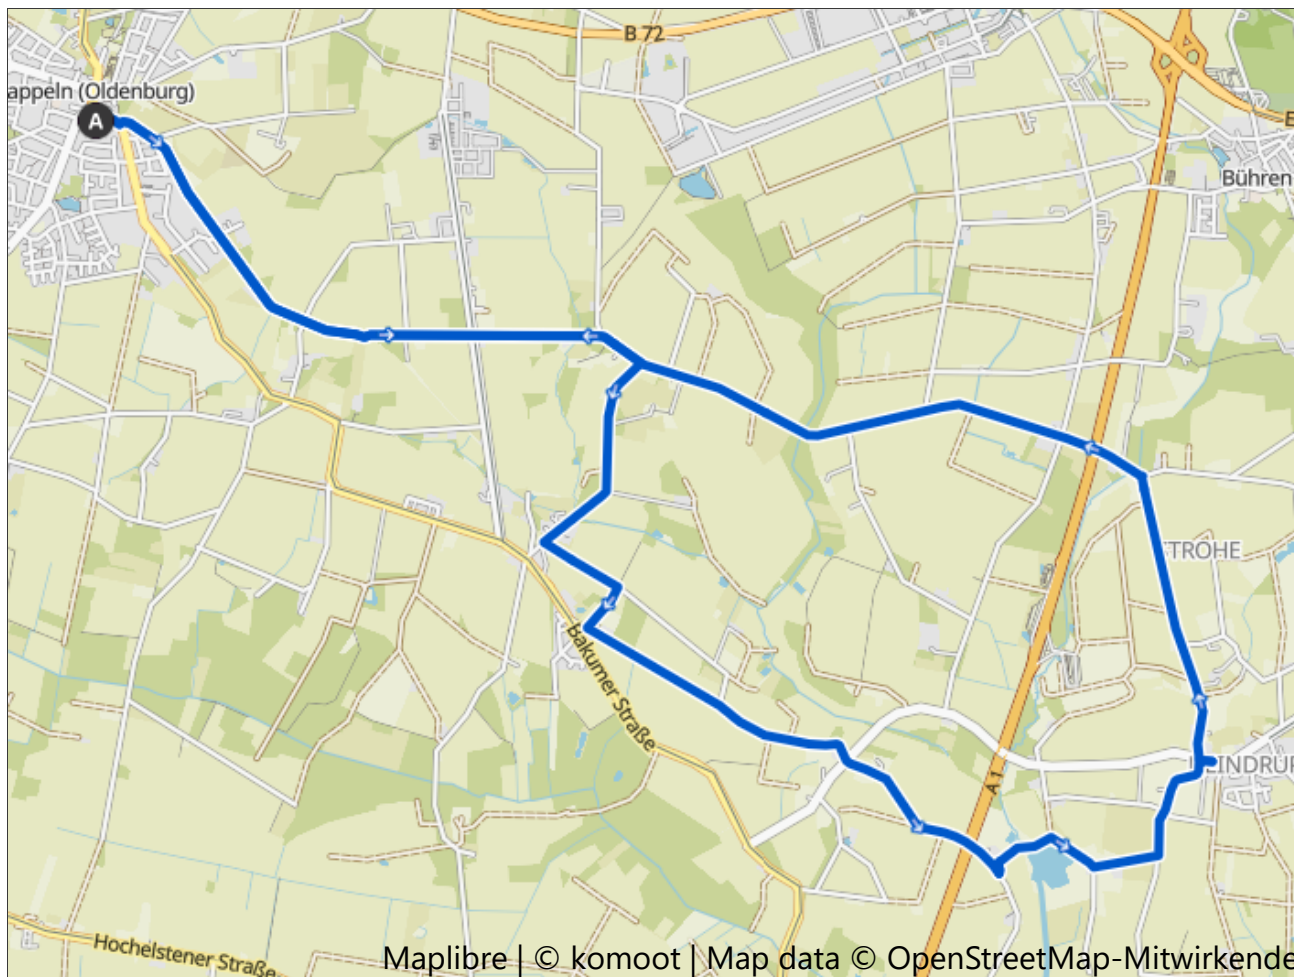 B 72
appeln (Oldenburg)
A
E
Bühren
TROHE
Bakumer Straße
A 1
Hochelstener Straße
Maplibre | © komoot | Map data © OpenStreetMap-Mitwirkende